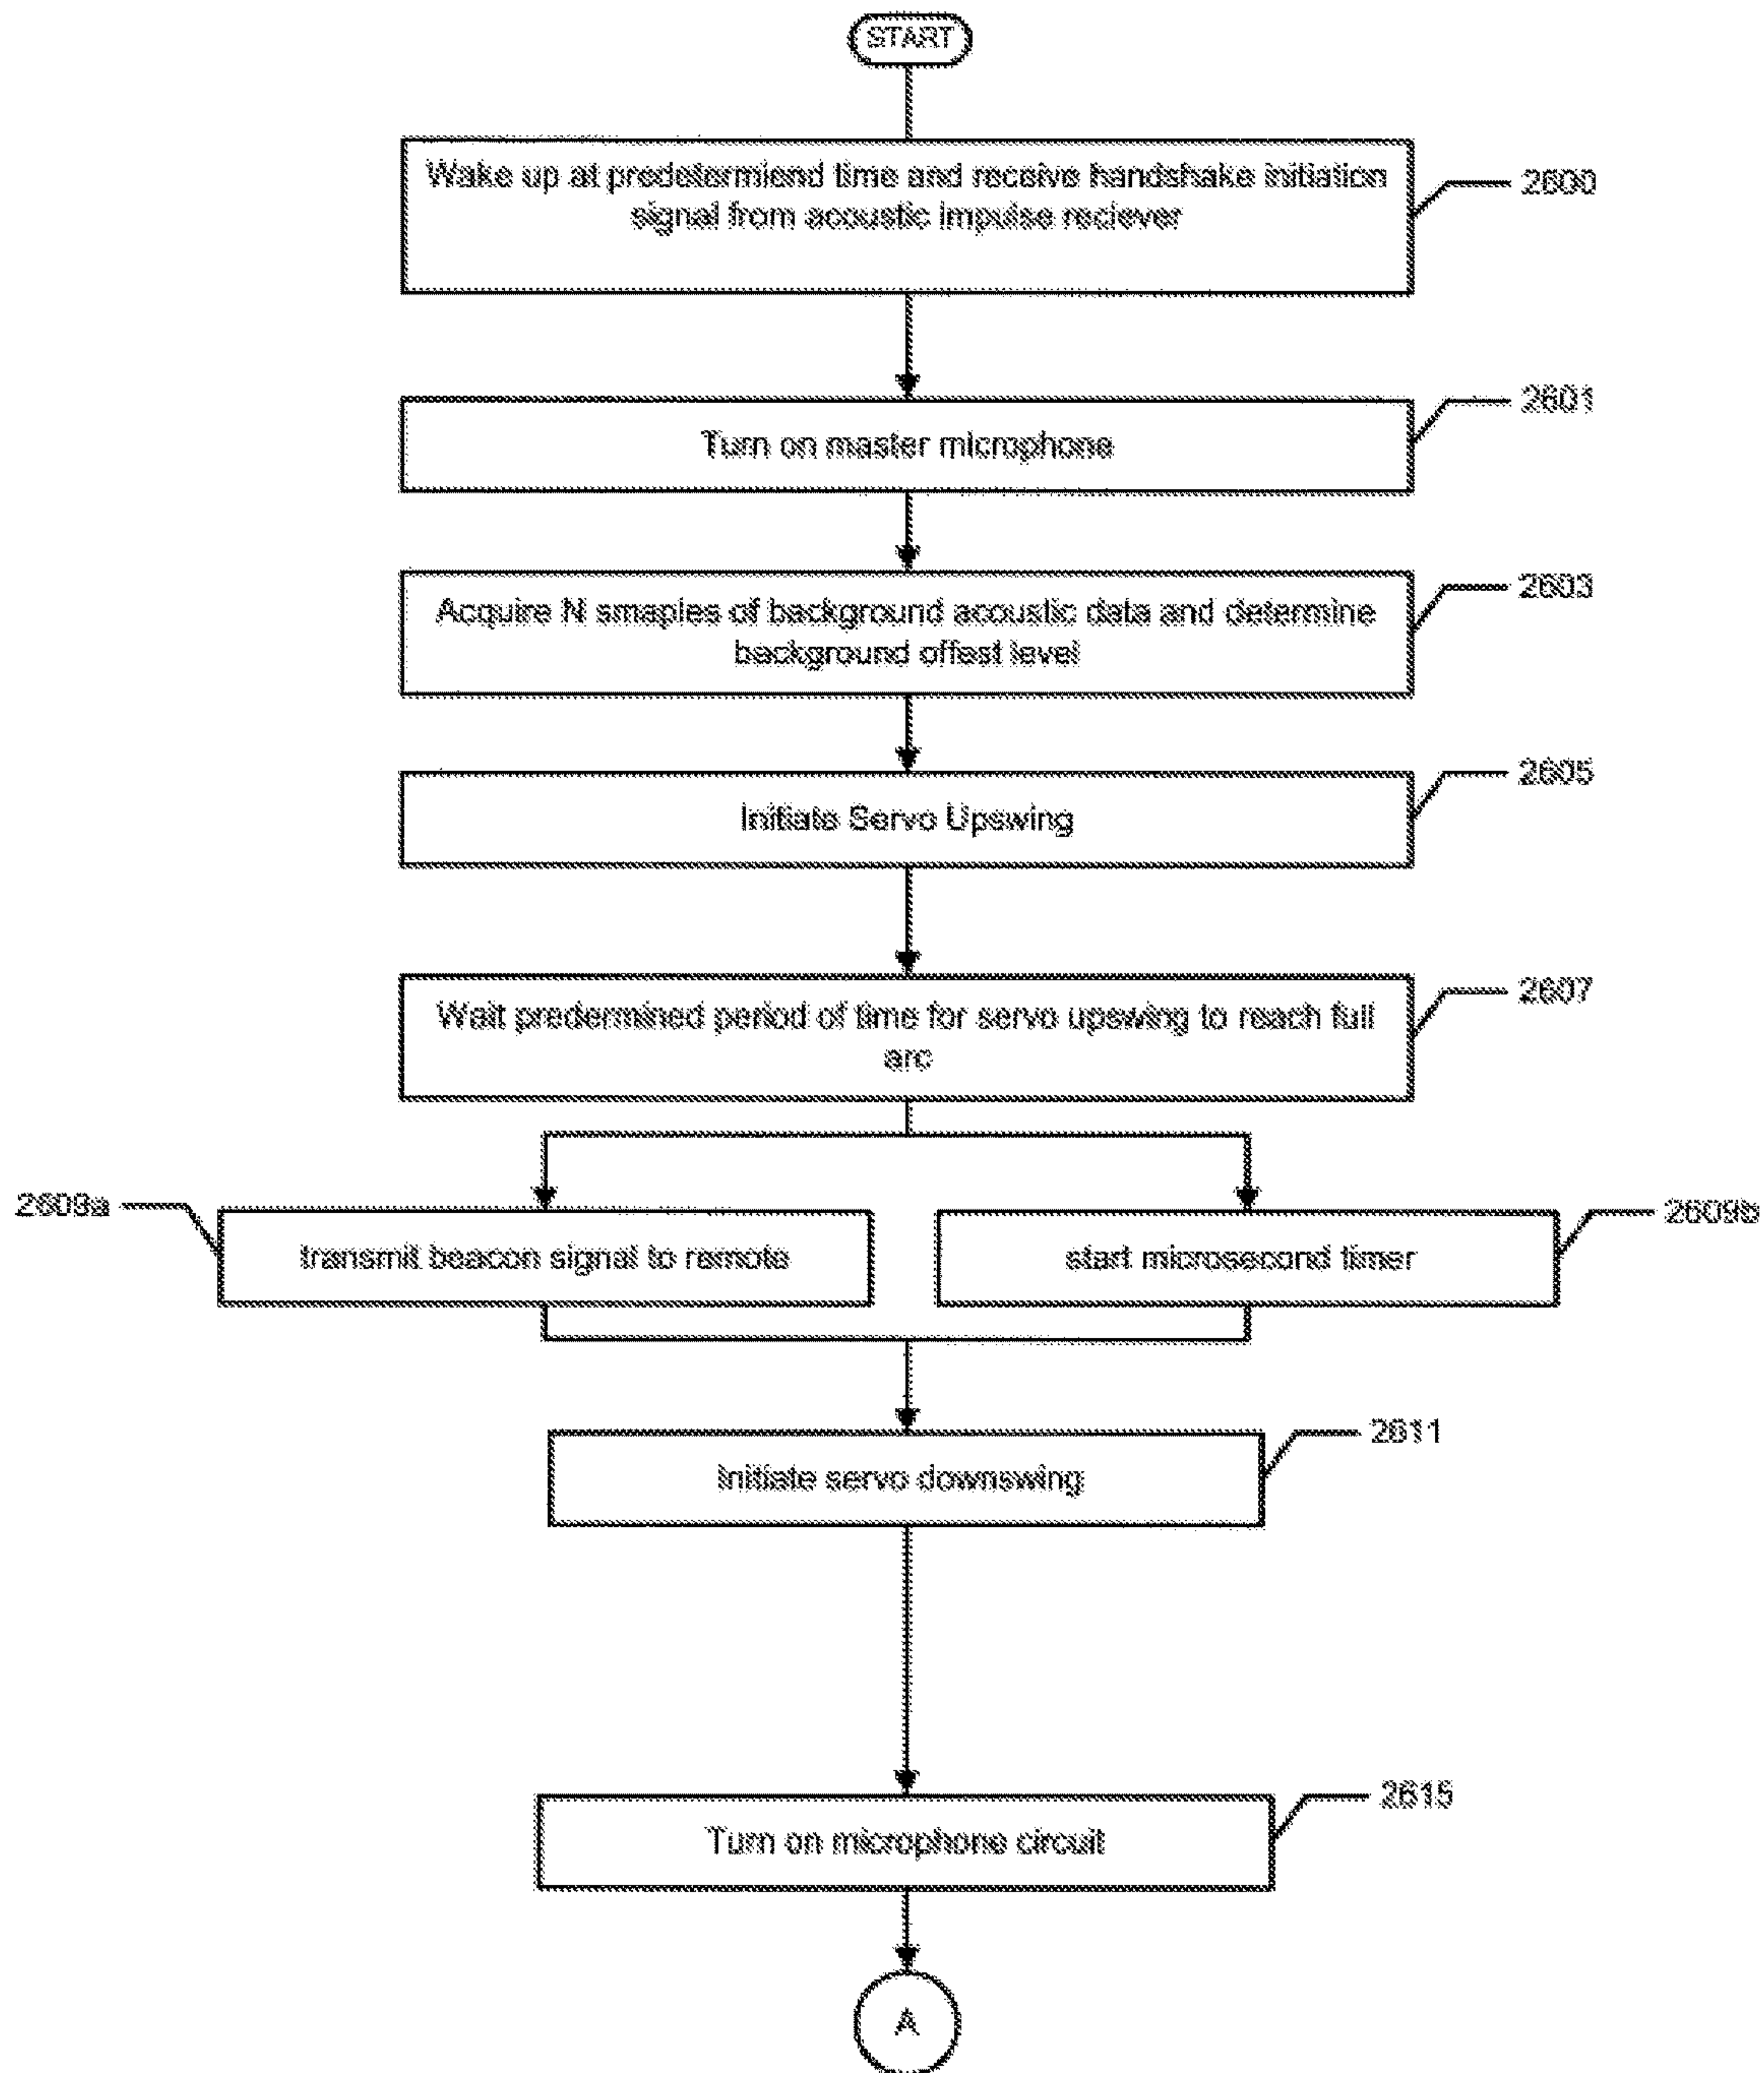 START
Wake up at predetermiend time and receive handshake initiation
signal from acoustic impulse reciever
2600
Turn on master microphone
2601
Acquire N smaples of background acoustic data and determine
background offest level
2603
Initiate Servo Upswing
2605
Wait predermined period of time for servo upswing to reach full
arc
2607
2609a
transmit beacon signal to remote
start microsecond timer
2609b
Initiate servo downswing
2611
Turn on microphone circuit
2615
A